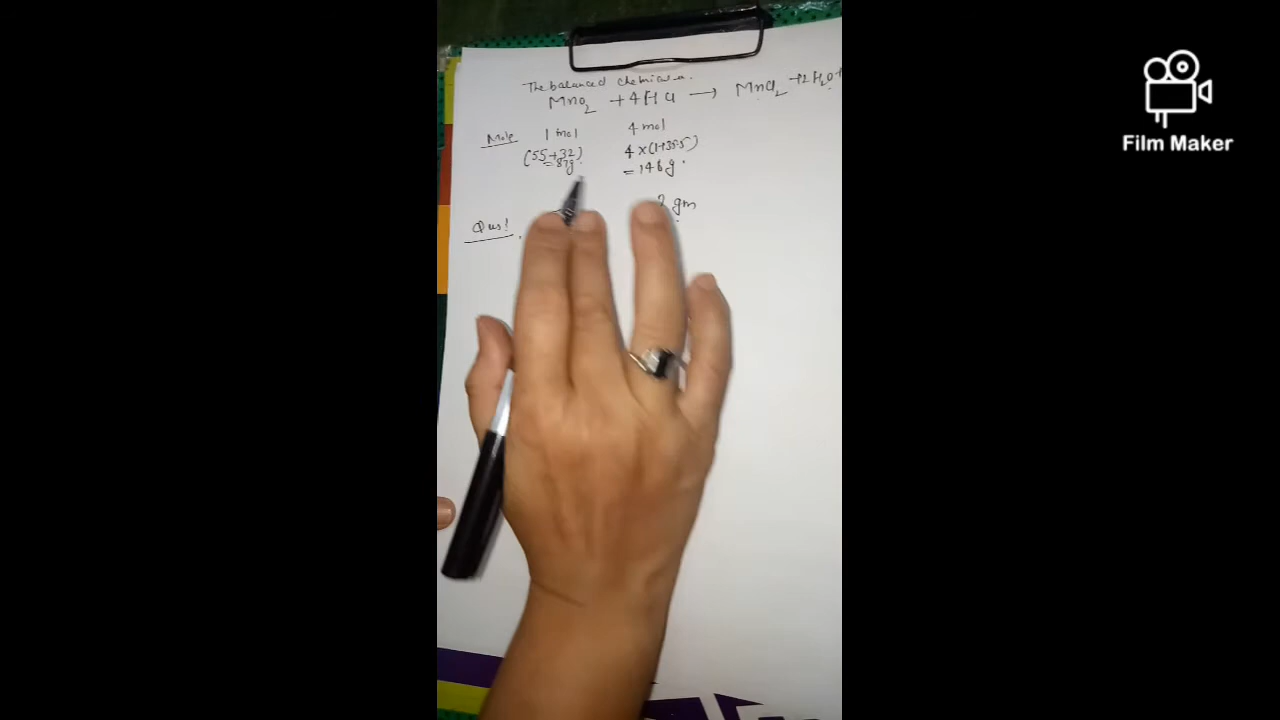 The balanced chemical
MnO2 + 4HCl → MnCl2 + 2H2O +
Mole 1 mol 4 mol
(55+32) 4×(1+35.5)
= 87g. = 146g.
? gm
Qus!
Film Maker